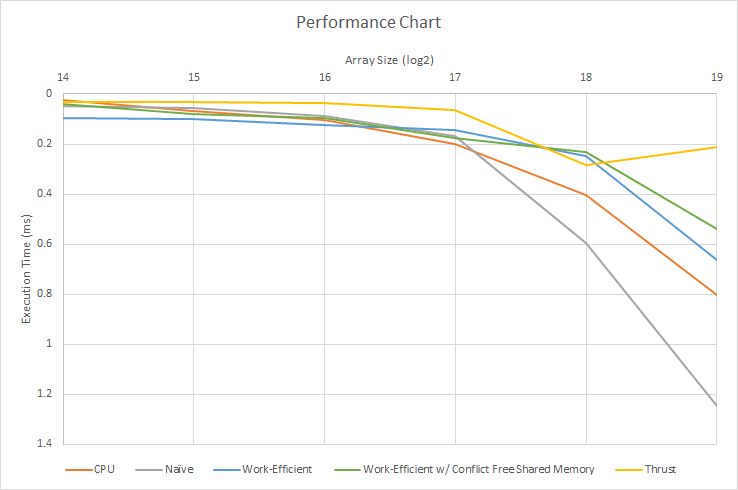 Performance Chart
Array Size (log2)
14 15 16 17 18 19
0
0.2
0.4
0.6
0.8
1
1.2
1.4
Execution Time (ms)
CPU Naïve Work-Efficient Work-Efficient w/ Conflict Free Shared Memory Thrust